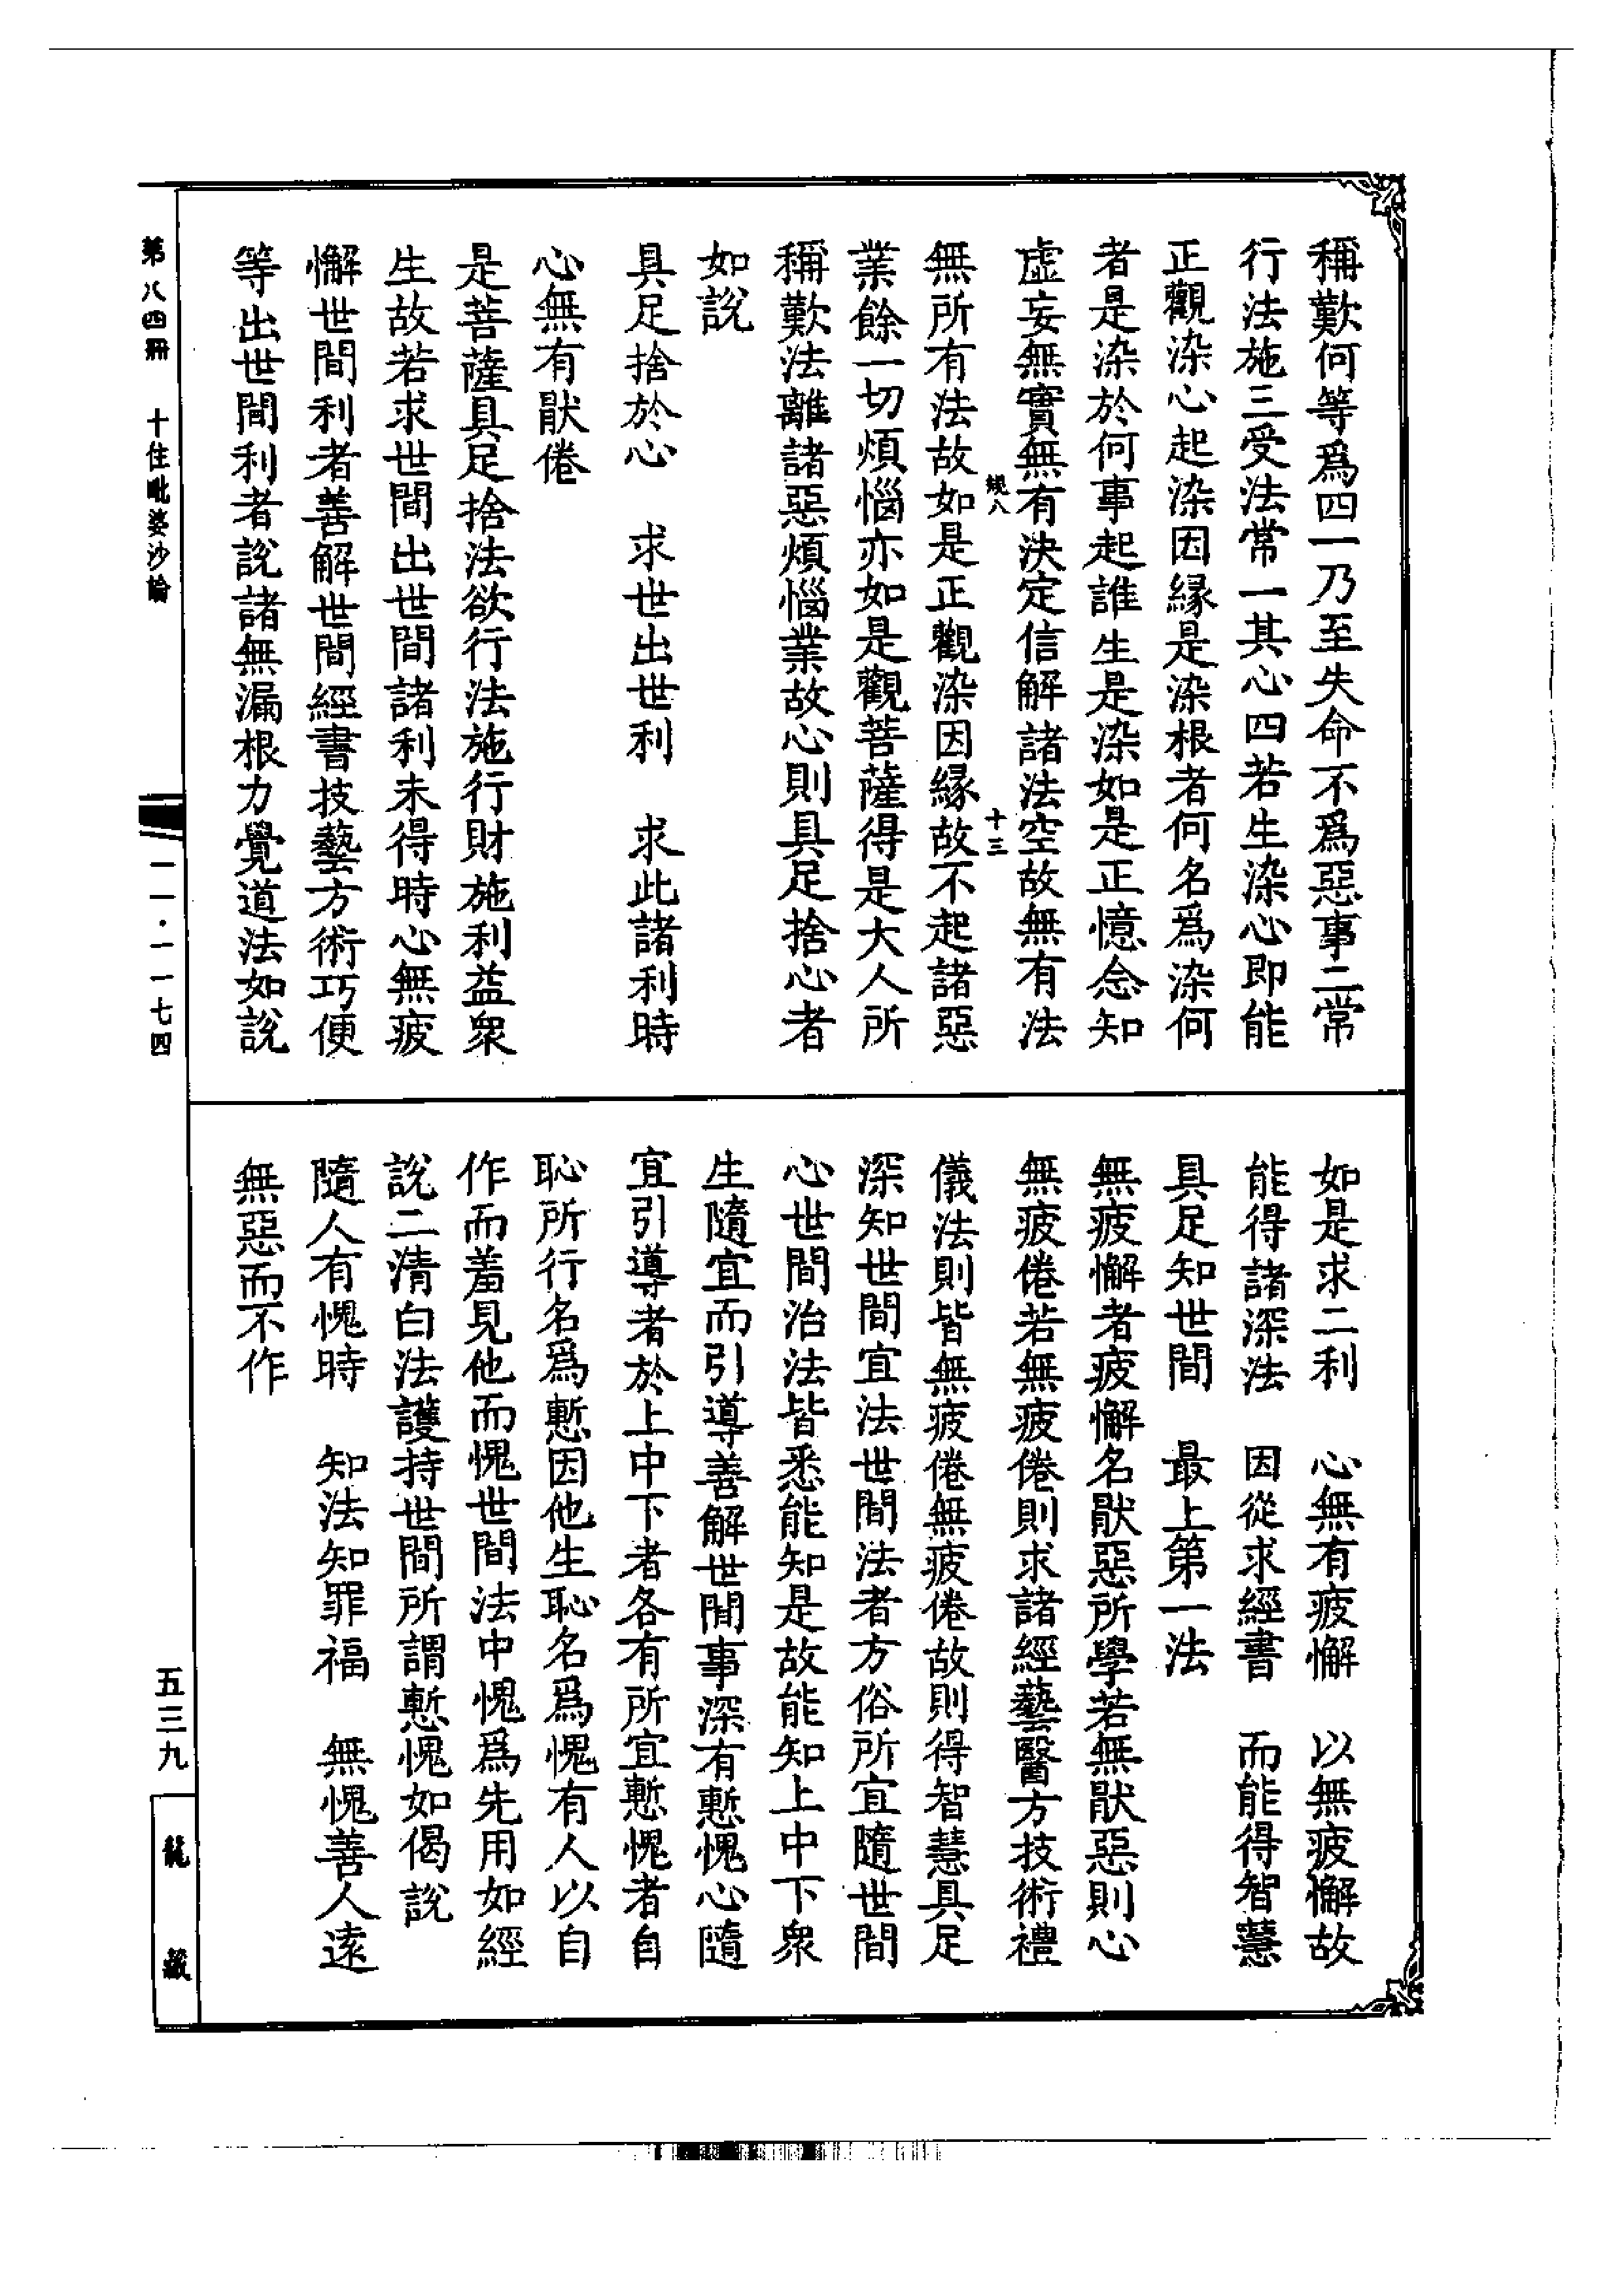 稱歎何等爲四一乃至失命不爲惡事二常
行法施三受法常一其心四若生染心即能
正觀染心起染因緣是染根者何名爲染何
者是染於何事起誰生是染如是正憶念知
虛妄無實無有決定信解諸法空故無有法
十三
無所有法故如是正觀染因緣故不起諸惡
業餘一切煩惱亦如是觀菩薩得是大人所
稱歎法離諸惡煩惱業故心則具足捨心者
如說
具足捨於心　求世出世利　求此諸利時
心無有猒倦
是菩薩具足捨法欲行法施行財施利益衆
生故若求世間出世間諸利未得時心無疲
懈世間利者善解世間經書技藝方術巧便
等出世間利者說諸無漏根力覺道法如說
如是求二利　心無有疲懈　以無疲懈故
能得諸深法　因從求經書　而能得智慧
具足知世間　最上第一法
無疲懈者疲懈名猒惡所學若無猒惡則心
無疲倦若無疲倦則求諸經藝醫方技術禮
儀法則皆無疲倦無疲倦故則得智慧具足
深知世間宜法世間法者方俗所宜隨世間
心世間治法皆悉能知是故能知上中下衆
生隨宜而引導善解世間事深有慙愧心隨
宜引導者於上中下者各有所宜慙愧者自
恥所行名爲慙因他生恥名爲愧有人以自
作而羞見他而愧世間法中愧爲先用如經
說二清白法護持世間所謂慙愧如偈說
隨人有愧時　知法知罪福　無愧善人遠
無惡而不作
第八四冊　十住毗婆沙論
一一·一一七四
五三九
龍藏